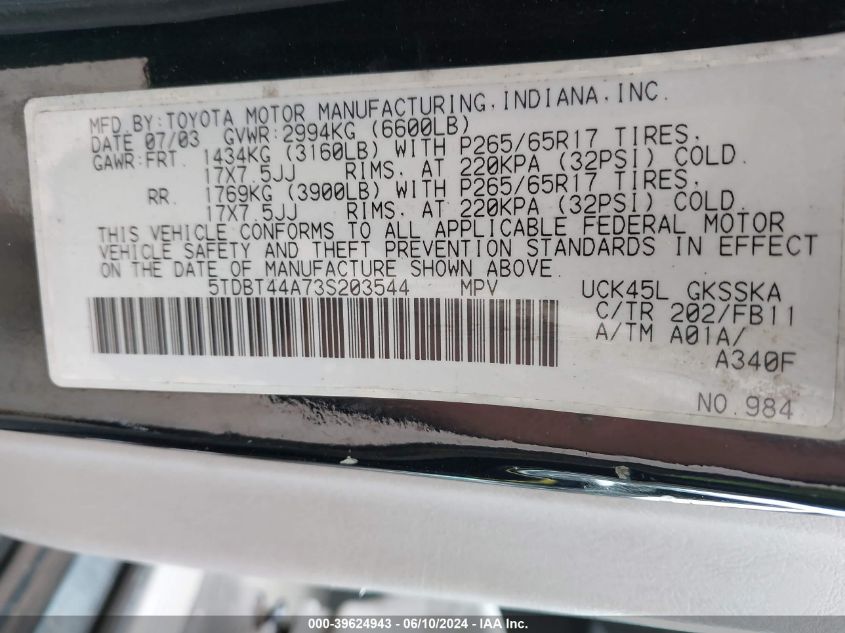 MFD.BY:TOYOTA MOTOR MANUFACTURING,INDIANA,INC.
DATE 07/03 GVWR:2994KG (6600LB)
GAWR:FRT. 1434KG (3160LB) WITH P265/65R17 TIRES.
17X7.5JJ RIMS. AT 220KPA (32PSI) COLD.
RR. 1769KG (3900LB) WITH P265/65R17 TIRES.
17X7.5JJ RIMS. AT 220KPA (32PSI) COLD.
THIS VEHICLE CONFORMS TO ALL APPLICABLE FEDERAL MOTOR
VEHICLE SAFETY AND THEFT PREVENTION STANDARDS IN EFFECT
ON THE DATE OF MANUFACTURE SHOWN ABOVE.
5TDBT44A73S203544 MPV UCK45L GKSSKA
C/TR 202/FB11
A/TM A01A/
A340F
NO.984
000-39624943 - 06/10/2024 - IAA Inc.